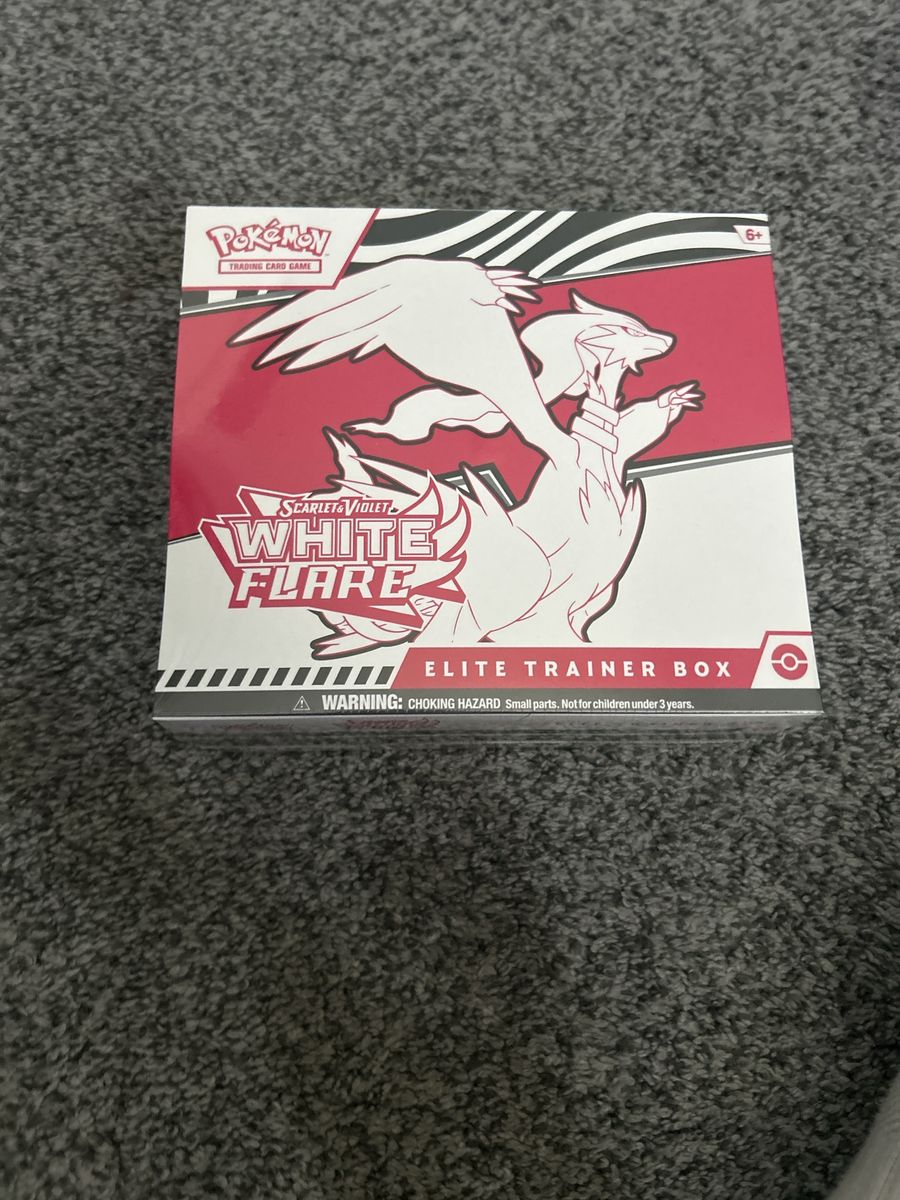 POKéMON
TRADING CARD GAME
6+
SCARLET & VIOLET
WHITE
FLARE
ELITE TRAINER BOX
WARNING: CHOKING HAZARD Small parts. Not for children under 3 years.